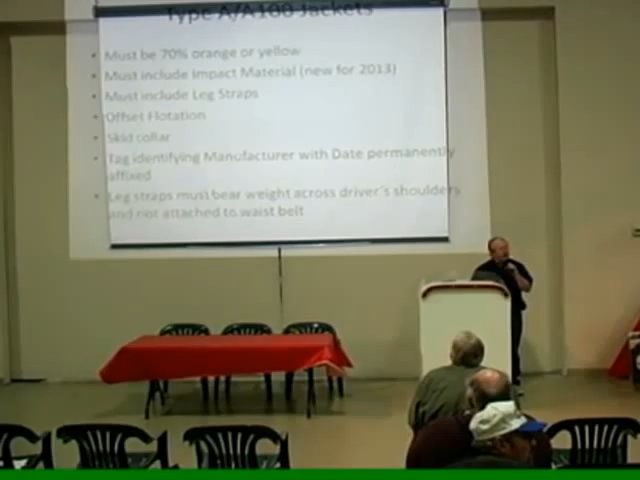 Type A/A100 Jackets
• Must be 70% orange or yellow
• Must include Impact Material (new for 2013)
• Must include Leg Straps
• Offset Flotation
• Skid collar
• Tag identifying Manufacturer with Date permanently
affixed
• Leg straps must bear weight across driver's shoulders
and not attached to waist belt